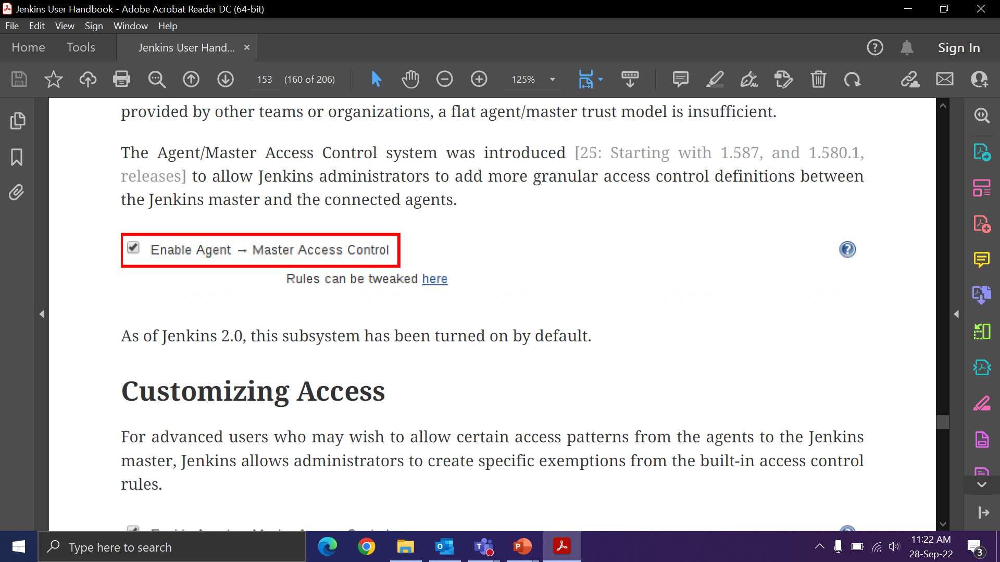 Jenkins User Handbook - Adobe Acrobat Reader DC (64-bit)
File Edit View Sign Window Help
Home Tools Jenkins User Hand... × Sign In
153 (160 of 206) 125%
provided by other teams or organizations, a flat agent/master trust model is insufficient.
The Agent/Master Access Control system was introduced [25: Starting with 1.587, and 1.580.1,
releases] to allow Jenkins administrators to add more granular access control definitions between
the Jenkins master and the connected agents.
Enable Agent → Master Access Control
Rules can be tweaked here
As of Jenkins 2.0, this subsystem has been turned on by default.
Customizing Access
For advanced users who may wish to allow certain access patterns from the agents to the Jenkins
master, Jenkins allows administrators to create specific exemptions from the built-in access control
rules.
Type here to search
11:22 AM
28-Sep-22
3